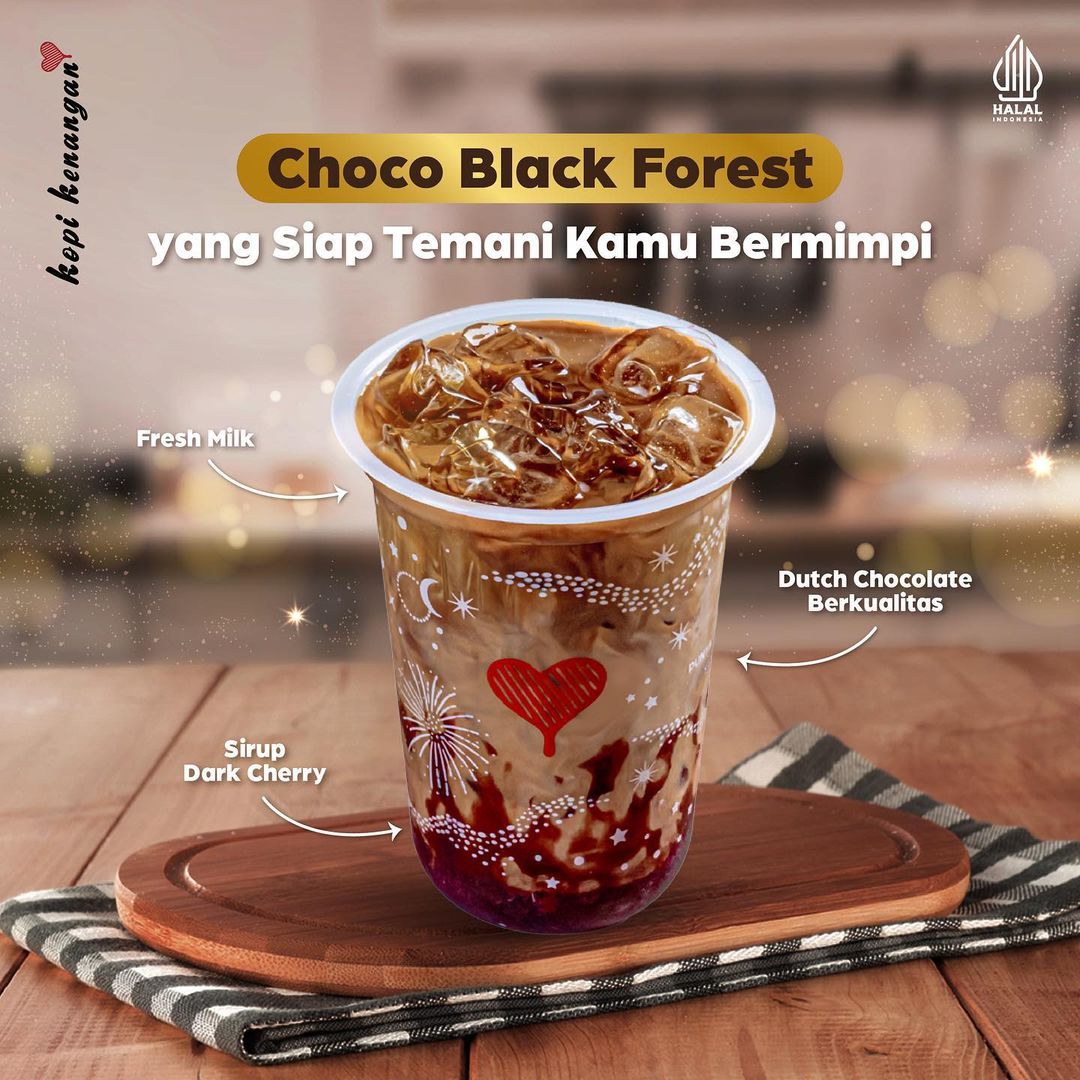 kopi kenangan
HALAL
INDONESIA
Choco Black Forest
yang Siap Temani Kamu Bermimpi
Fresh Milk
Dutch Chocolate
Berkualitas
Sirup
Dark Cherry